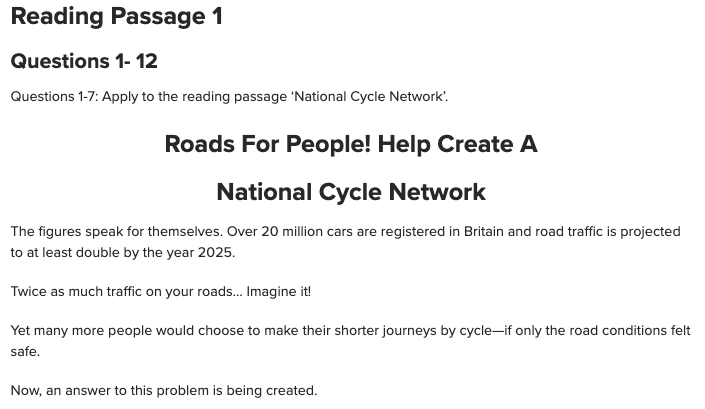 Reading Passage 1
Questions 1- 12
Questions 1-7: Apply to the reading passage ‘National Cycle Network’.
Roads For People! Help Create A
National Cycle Network
The figures speak for themselves. Over 20 million cars are registered in Britain and road traffic is projected
to at least double by the year 2025.
Twice as much traffic on your roads... Imagine it!
Yet many more people would choose to make their shorter journeys by cycle—if only the road conditions felt
safe.
Now, an answer to this problem is being created.